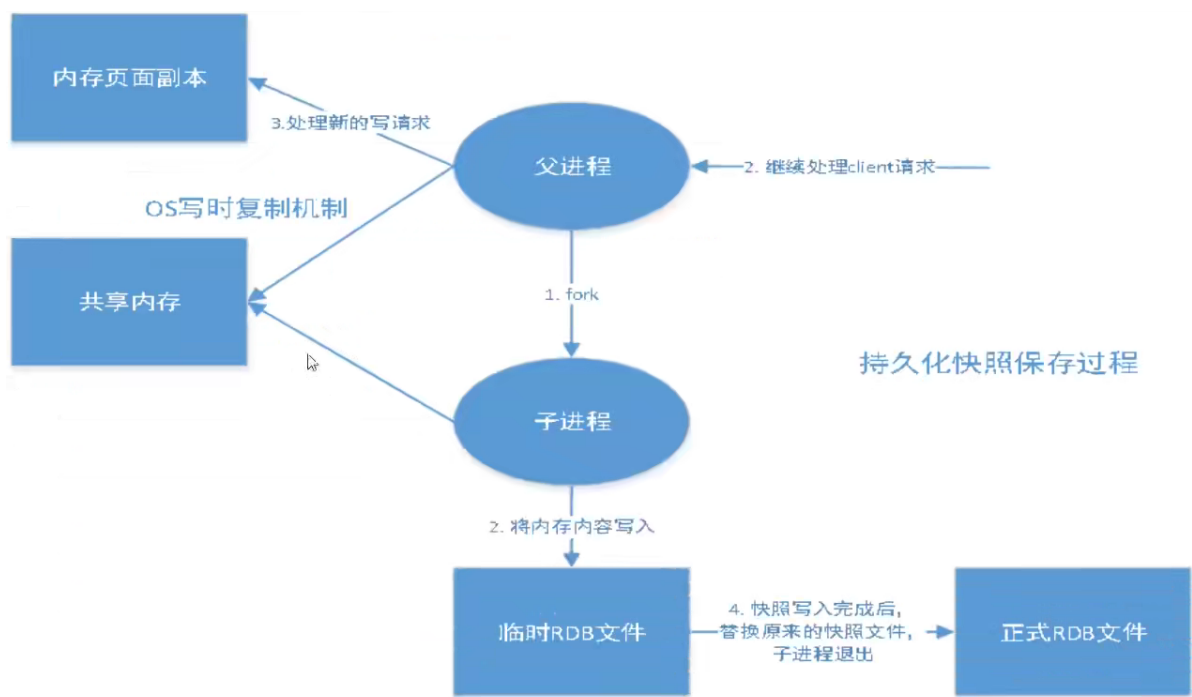 内存页面副本
3.处理新的写请求
父进程
2. 继续处理client请求
OS写时复制机制
共享内存
1. fork
持久化快照保存过程
子进程
2. 将内存内容写入
临时RDB文件
4. 快照写入完成后,
替换原来的快照文件,
子进程退出
正式RDB文件